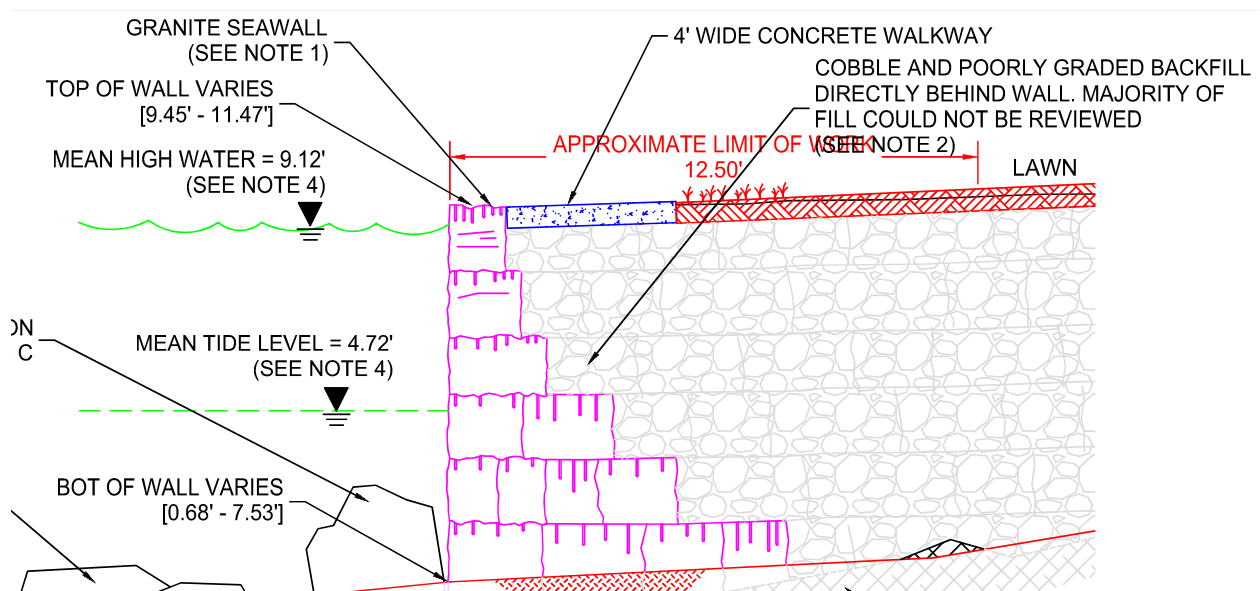 GRANITE SEAWALL
(SEE NOTE 1)
TOP OF WALL VARIES
[9.45' - 11.47']
MEAN HIGH WATER = 9.12'
(SEE NOTE 4)
4' WIDE CONCRETE WALKWAY
COBBLE AND POORLY GRADED BACKFILL
DIRECTLY BEHIND WALL. MAJORITY OF
FILL COULD NOT BE REVIEWED
(SEE NOTE 2)
APPROXIMATE LIMIT OF WORK
12.50'
LAWN
ON
C
MEAN TIDE LEVEL = 4.72'
(SEE NOTE 4)
BOT OF WALL VARIES
[0.68' - 7.53']